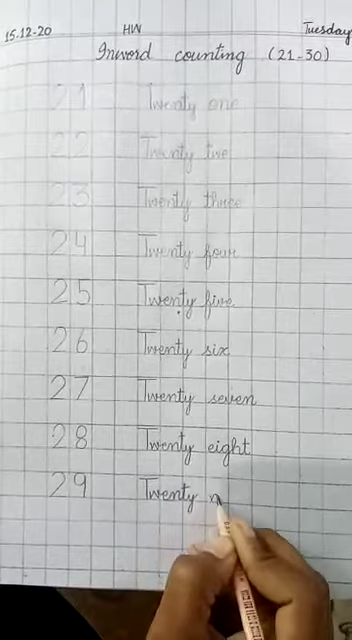 15.12.20 HW Tuesday
Inword counting (21-30)
21 Twenty one
22 Twenty two
23 Twenty three
24 Twenty four
25 Twenty five
26 Twenty six
27 Twenty seven
28 Twenty eight
29 Twenty n